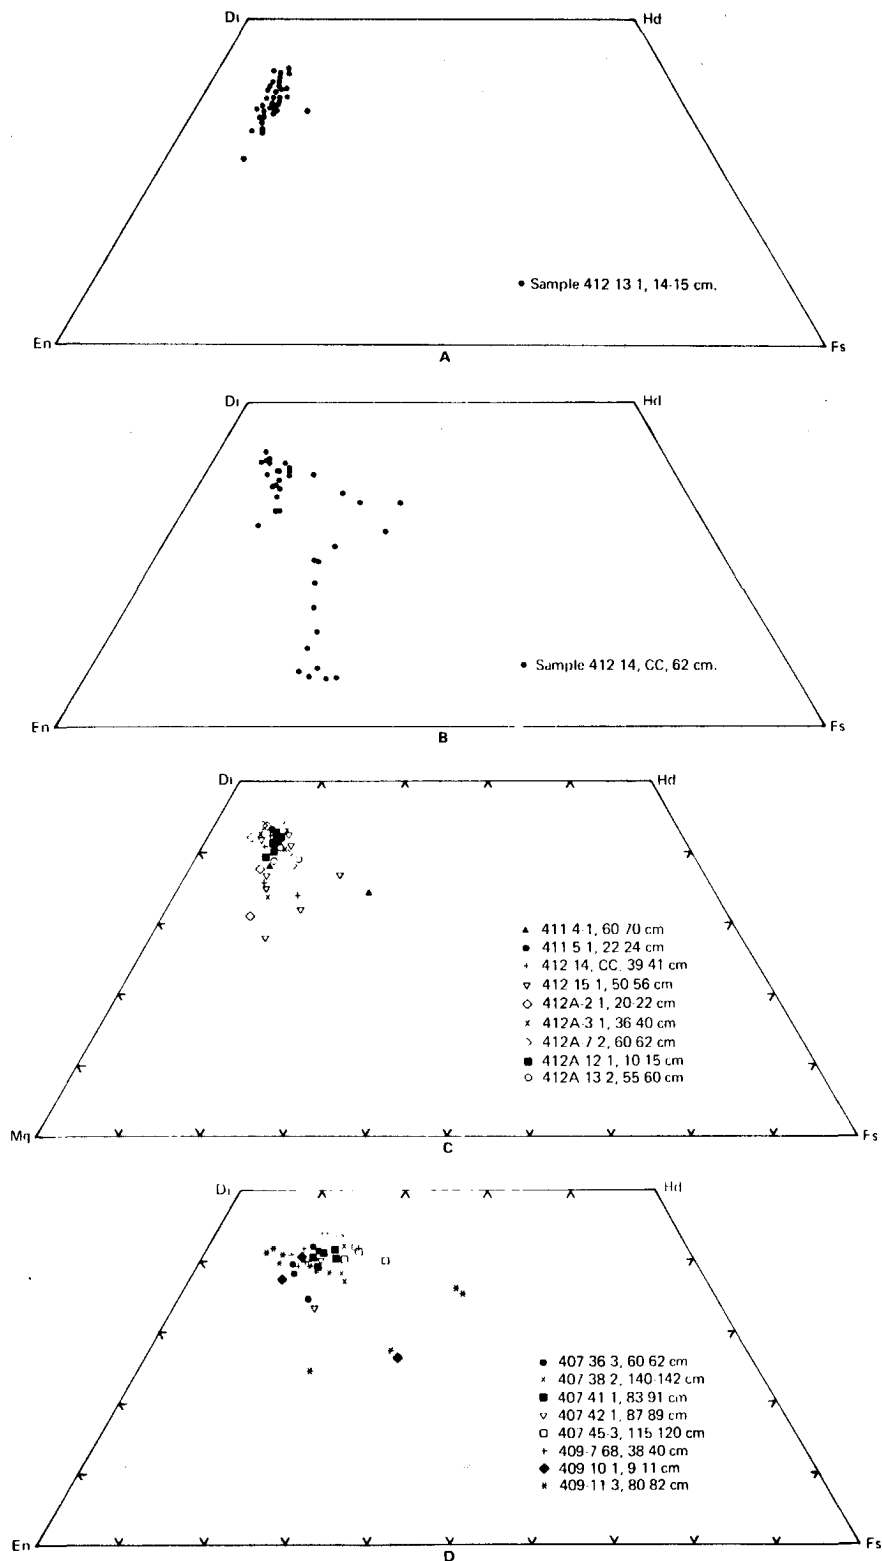 Di Hd
Sample 412 13 1, 14-15 cm.
En Fs
A
Di Hd
Sample 412 14, CC, 62 cm.
En Fs
B
Di Hd
411 4-1, 60 70 cm
411 5 1, 22 24 cm
412 14, CC, 39 41 cm
412 15 1, 50 56 cm
412A-2 1, 20-22 cm
412A-3 1, 36 40 cm
412A-7 2, 60 62 cm
412A 12 1, 10 15 cm
412A 13 2, 55 60 cm
Mg Fs
C
Di Hd
407 36 3, 60 62 cm
407 38 2, 140-142 cm
407 41 1, 83 91 cm
407 42 1, 87 89 cm
407 45-3, 115 120 cm
409-7 68, 38 40 cm
409 10 1, 9 11 cm
409-11 3, 80 82 cm
En Fs
D